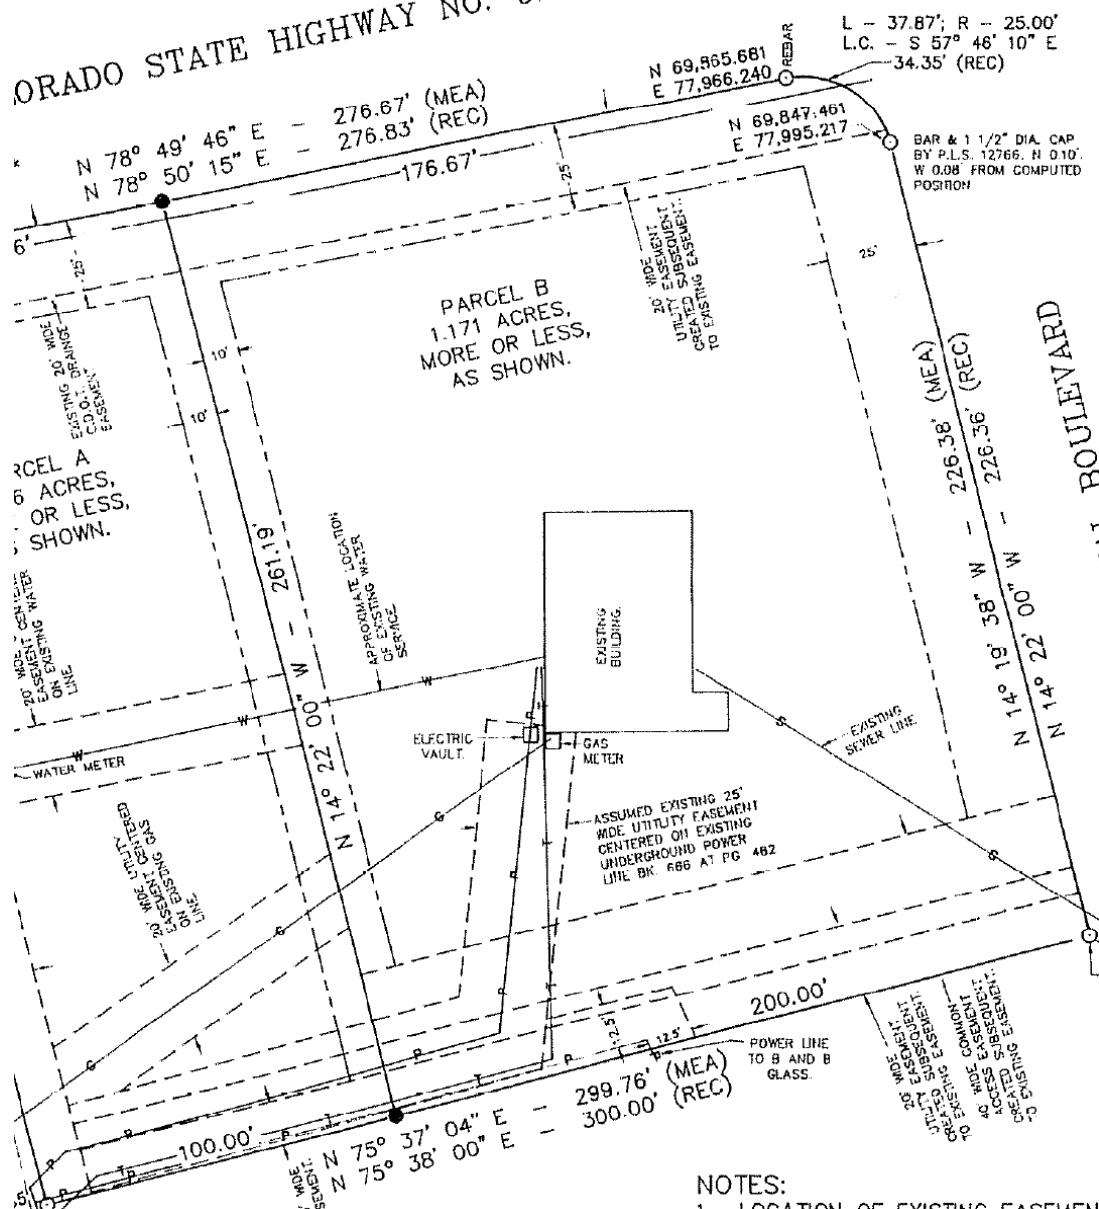 ORADO STATE HIGHWAY NO.
L – 37.87'; R – 25.00'
L.C. – S 57° 46' 10" E
34.35' (REC)
REBAR
N 69,865.681
E 77,966.240
N 69,847.461
E 77,995.217
BAR & 1 1/2" DIA. CAP
BY P.L.S. 12766. N 0.10'.
W 0.08' FROM COMPUTED
POSITION
N 78° 49' 46" E – 276.67' (MEA)
N 78° 50' 15" E – 276.83' (REC)
176.67'
6'
25'
25'
25'
20' WIDE
UTILITY EASEMENT
CREATED SUBSEQUENT
TO EXISTING EASEMENT.
PARCEL B
1.171 ACRES,
MORE OR LESS,
AS SHOWN.
10'
10'
EXISTING 20' WIDE
C.D.O.T. DRAINGE
EASEMENT
RCEL A
6 ACRES,
OR LESS,
SHOWN.
BOULEVARD
226.38' (MEA)
226.36' (REC)
N 14° 19' 38" W –
N 14° 22' 00" W –
N 14° 22' 00" W – 261.19'
APPROXIMATE LOCATION
OF EXISTING WATER
SERVICE
EXISTING
BUILDING.
20' WIDE
EASEMENT CENTERE
ON EXISTING WATER
LINE.
W
W
W
WATER METER
ELECTRIC
VAULT.
GAS
METER
S
EXISTING
SEWER LINE
S
ASSUMED EXISTING 25'
WIDE UTITLITY EASEMENT
CENTERED ON EXISTING
UNDERGROUND POWER
LINE BK. 686 AT PG 482
20' WIDE UTILITY
EASEMENT CENTERED
ON EXISTING GAS
LINE.
G
G
G
P
P
P
P
T
12.5'
12.5'
200.00'
POWER LINE
TO B AND B
GLASS.
20' WIDE
UTILITY EASEMENT
CREATED SUBSEQUENT
TO EXISTING EASEMENT.
40' WIDE COMMON
ACCESS EASEMENT
CREATED SUBSEQUENT
TO EXISTING EASEMENT.
100.00'
N 75° 37' 04" E – 299.76' (MEA)
N 75° 38' 00" E – 300.00' (REC)
WIDE
SEMENT.
NOTES:
LOCATION OF EXISTING EASEMEN